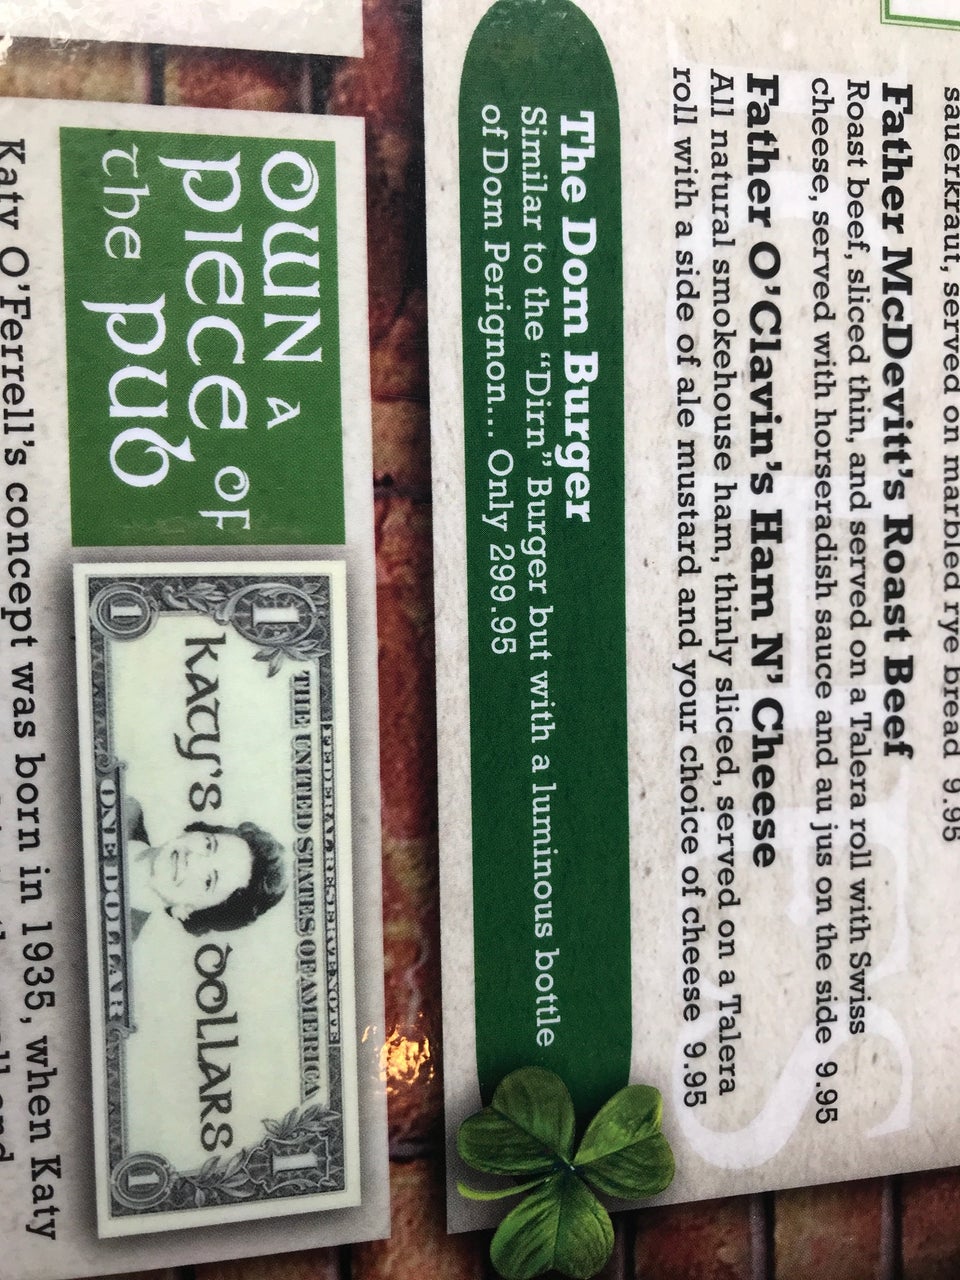 sauerkraut, served on marbled rye bread 9.95
Father McDevitt's Roast Beef
Roast beef, sliced thin, and served on a Talera roll with Swiss
cheese, served with horseradish sauce and au jus on the side 9.95
Father O'Clavin's Ham N' Cheese
All natural smokehouse ham, thinly sliced, served on a Talera
roll with a side of ale mustard and your choice of cheese 9.95
The Dom Burger
Similar to the "Dirn" Burger but with a luminous bottle
of Dom Perignon... Only 299.95
OWN A
PIECE OF
the PUB
FEDERAL RESERVE NOTE
THE UNITED STATES OF AMERICA
KATY'S DOLLARS
ONE DOLLAR
1
1
1
1
Katy O'Ferrell's concept was born in 1935, when Katy